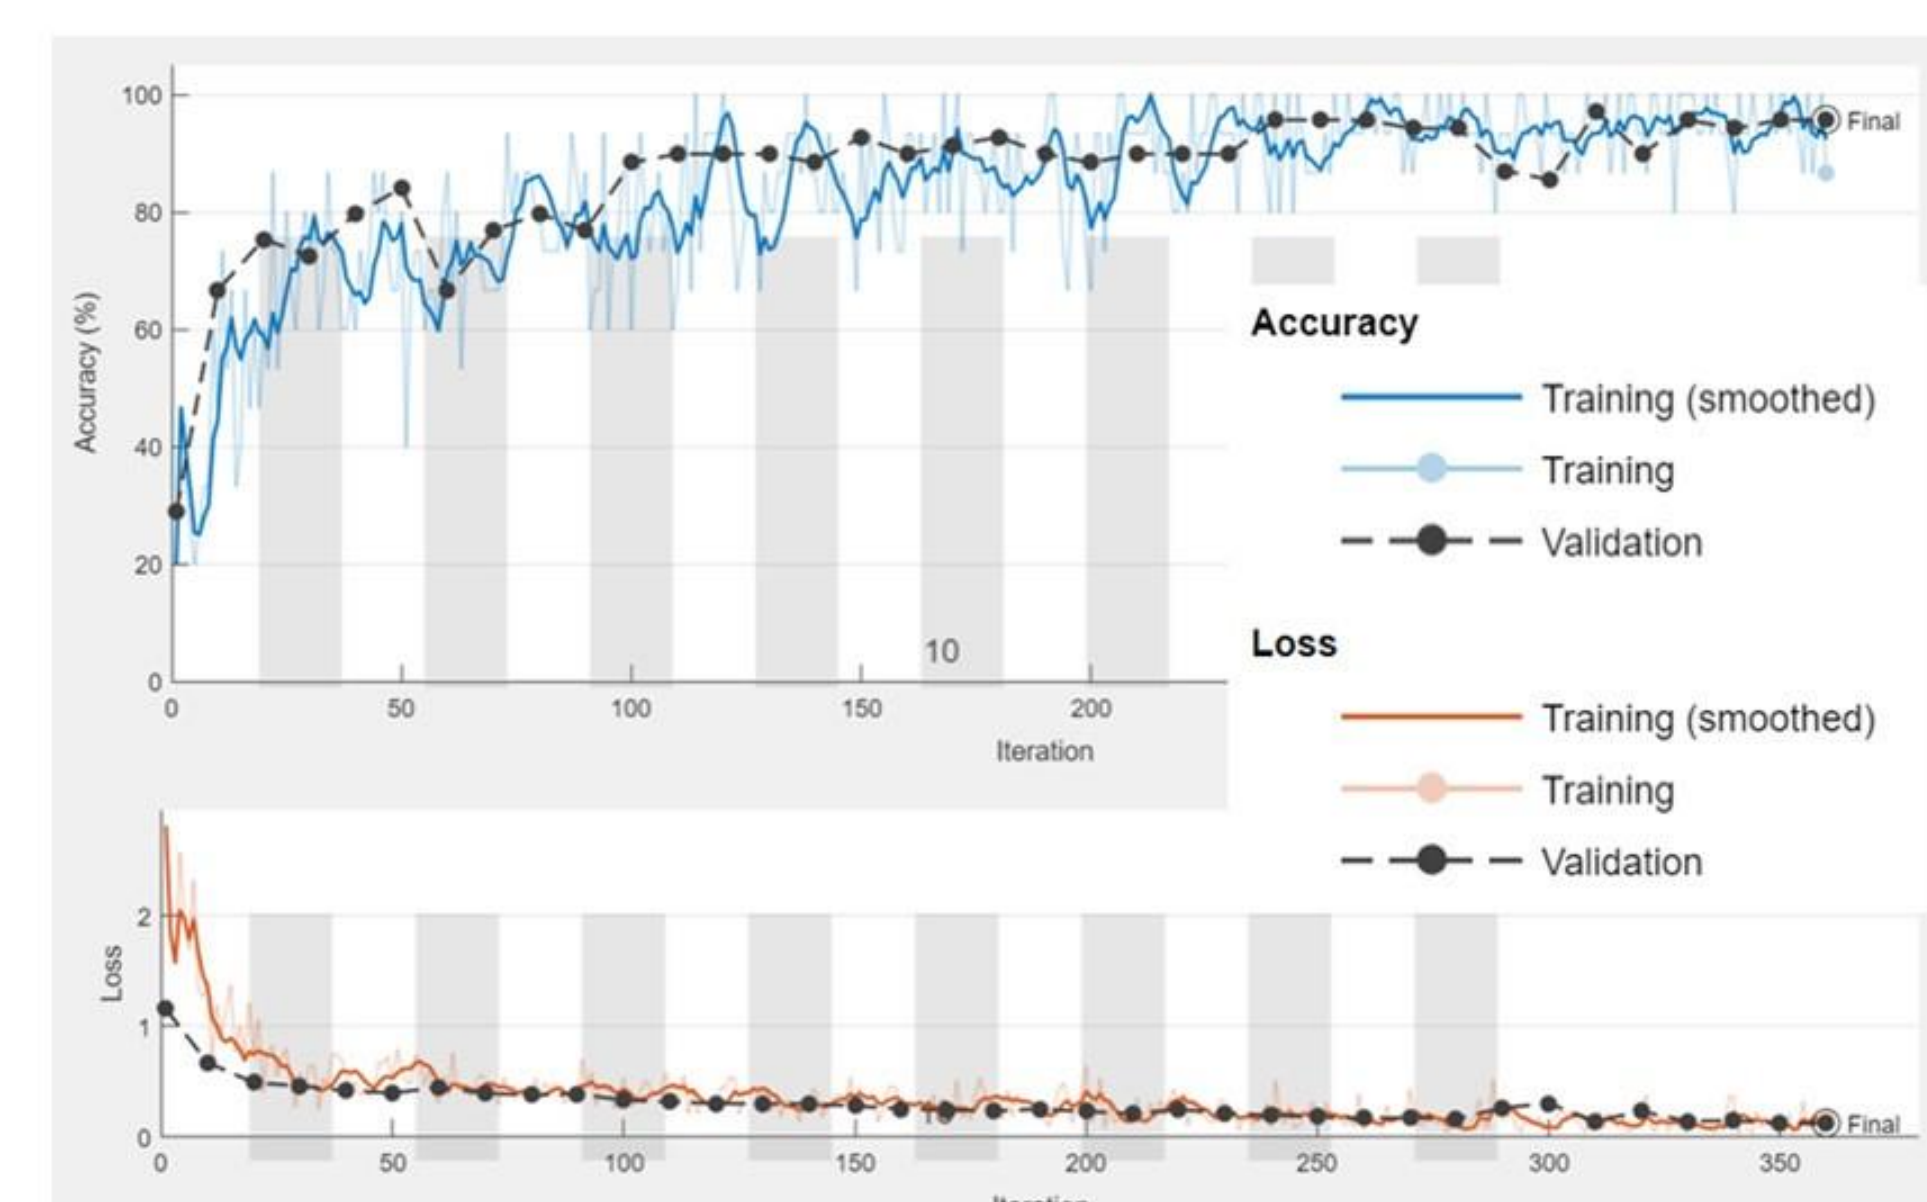 100
80
60
40
20
0
Accuracy (%)
Final
10
0 50 100 150 200
Iteration
Accuracy
Training (smoothed)
Training
Validation
Loss
Training (smoothed)
Training
Validation
2
1
0
Loss
Final
0 50 100 150 200 250 300 350
Iteration